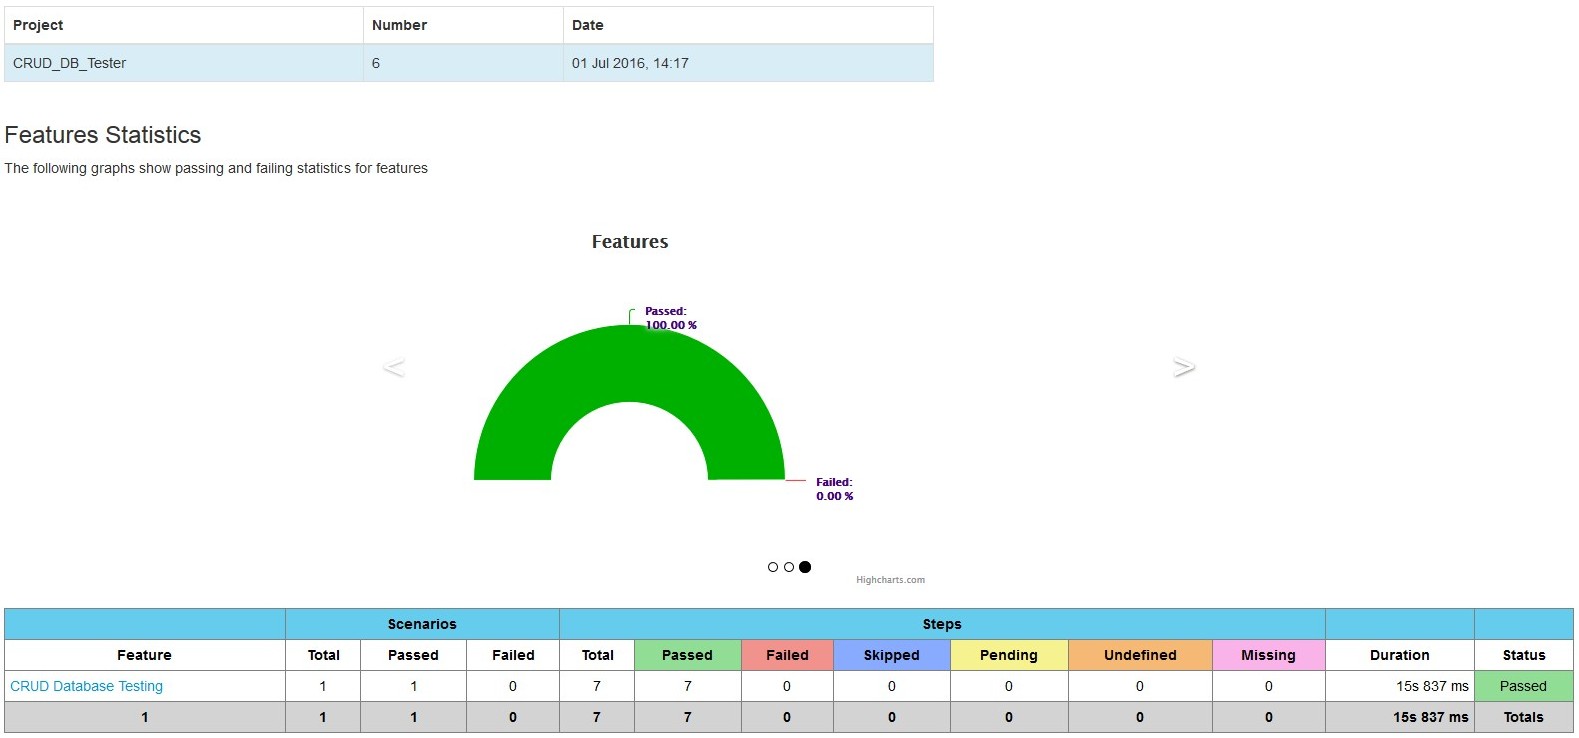 Project Number Date
CRUD_DB_Tester 6 01 Jul 2016, 14:17
Features Statistics
The following graphs show passing and failing statistics for features
Features
Passed:
100.00 %
< >
Failed:
0.00 %
Highcharts.com
Scenarios Steps
Feature Total Passed Failed Total Passed Failed Skipped Pending Undefined Missing Duration Status
CRUD Database Testing 1 1 0 7 7 0 0 0 0 0 15s 837 ms Passed
1 1 1 0 7 7 0 0 0 0 0 15s 837 ms Totals